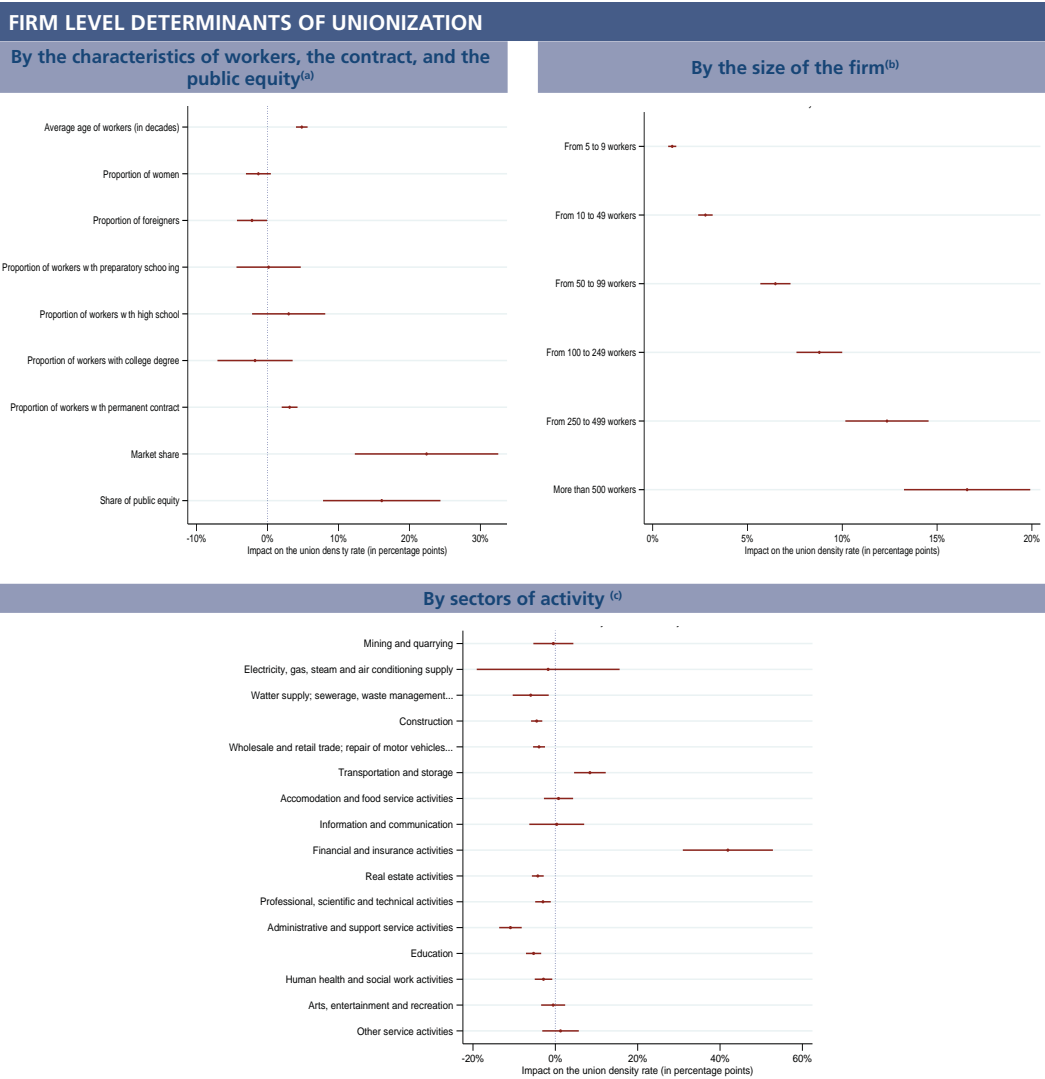 FIRM LEVEL DETERMINANTS OF UNIONIZATION
By the characteristics of workers, the contract, and the
public equity(a)
Average age of workers (in decades)
Proportion of women
Proportion of foreigners
Proportion of workers w th preparatory schoo ing
Proportion of workers w th high school
Proportion of workers with college degree
Proportion of workers w th permanent contract
Market share
Share of public equity
-10% 0% 10% 20% 30%
Impact on the union dens ty rate (in percentage points)
By the size of the firm(b)
From 5 to 9 workers
From 10 to 49 workers
From 50 to 99 workers
From 100 to 249 workers
From 250 to 499 workers
More than 500 workers
0% 5% 10% 15% 20%
Impact on the union density rate (in percentage points)
By sectors of activity (c)
Mining and quarrying
Electricity, gas, steam and air conditioning supply
Watter supply; sewerage, waste management...
Construction
Wholesale and retail trade; repair of motor vehicles...
Transportation and storage
Accomodation and food service activities
Information and communication
Financial and insurance activities
Real estate activities
Professional, scientific and technical activities
Administrative and support service activities
Education
Human health and social work activities
Arts, entertainment and recreation
Other service activities
-20% 0% 20% 40% 60%
Impact on the union density rate (in percentage points)